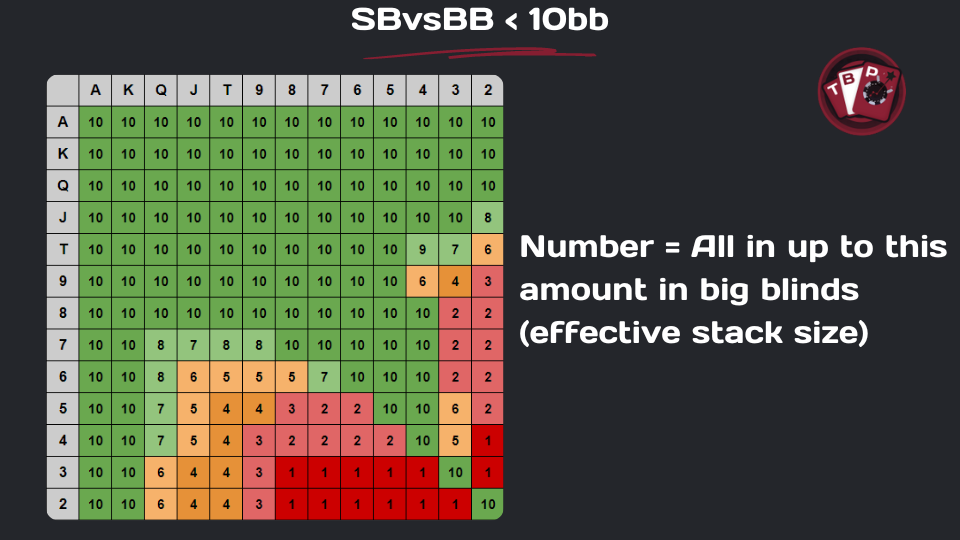 SBvsBB < 10bb
T B P
A K Q J T 9 8 7 6 5 4 3 2
A 10 10 10 10 10 10 10 10 10 10 10 10 10
K 10 10 10 10 10 10 10 10 10 10 10 10 10
Q 10 10 10 10 10 10 10 10 10 10 10 10 10
J 10 10 10 10 10 10 10 10 10 10 10 10 8
T 10 10 10 10 10 10 10 10 10 10 9 7 6
9 10 10 10 10 10 10 10 10 10 10 6 4 3
8 10 10 10 10 10 10 10 10 10 10 10 2 2
7 10 10 8 7 8 8 10 10 10 10 10 2 2
6 10 10 8 6 5 5 5 7 10 10 10 2 2
5 10 10 7 5 4 4 3 2 2 10 10 6 2
4 10 10 7 5 4 3 2 2 2 2 10 5 1
3 10 10 6 4 4 3 1 1 1 1 1 10 1
2 10 10 6 4 4 3 1 1 1 1 1 1 10
Number = All in up to this
amount in big blinds
(effective stack size)